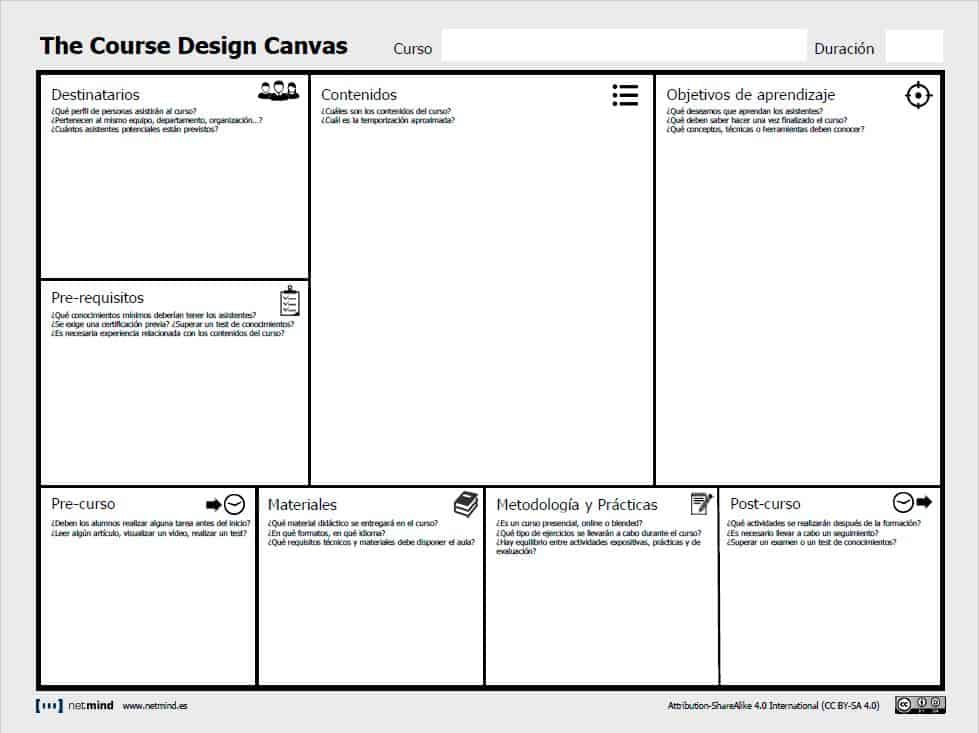 The Course Design Canvas
Curso
Duración
Destinatarios
¿Qué perfil de personas asistirán al curso?
¿Pertenecen al mismo equipo, departamento, organización...?
¿Cuántos asistentes potenciales están previstos?
Contenidos
¿Cuáles son los contenidos del curso?
¿Cuál es la temporización aproximada?
Objetivos de aprendizaje
¿Qué deseamos que aprendan los asistentes?
¿Qué deben saber hacer una vez finalizado el curso?
¿Qué conceptos, técnicas o herramientas deben conocer?
Pre-requisitos
¿Qué conocimientos mínimos deberían tener los asistentes?
¿Se exige una certificación previa? ¿Superar un test de conocimientos?
¿Es necesaria experiencia relacionada con los contenidos del curso?
Pre-curso
¿Deben los alumnos realizar alguna tarea antes del inicio?
¿Leer algún artículo, visualizar un video, realizar un test?
Materiales
¿Qué material didáctico se entregará en el curso?
¿En qué formatos, en qué idioma?
¿Qué requisitos técnicos y materiales debe disponer el aula?
Metodología y Prácticas
¿Es un curso presencial, online o blended?
¿Qué tipo de ejercicios se llevarán a cabo durante el curso?
¿Hay equilibrio entre actividades expositivas, prácticas y de
evaluación?
Post-curso
¿Qué actividades se realizarán después de la formación?
¿Es necesario llevar a cabo un seguimiento?
¿Superar un examen o un test de conocimientos?
netmind www.netmind.es
Attribution-ShareAlike 4.0 International (CC BY-SA 4.0)
cc